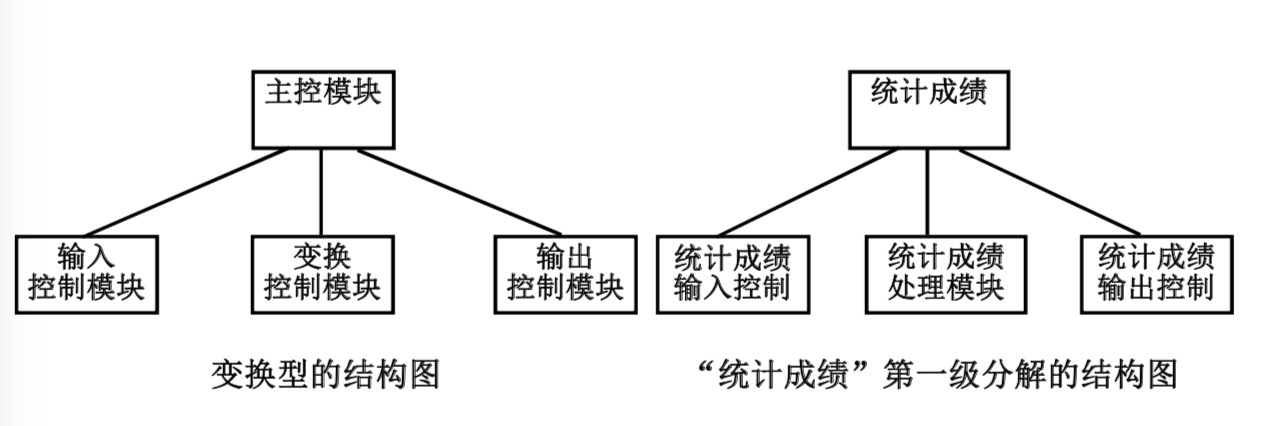 主控模块
输入
控制模块
变换
控制模块
输出
控制模块
变换型的结构图
统计成绩
统计成绩
输入控制
统计成绩
处理模块
统计成绩
输出控制
“统计成绩”第一级分解的结构图